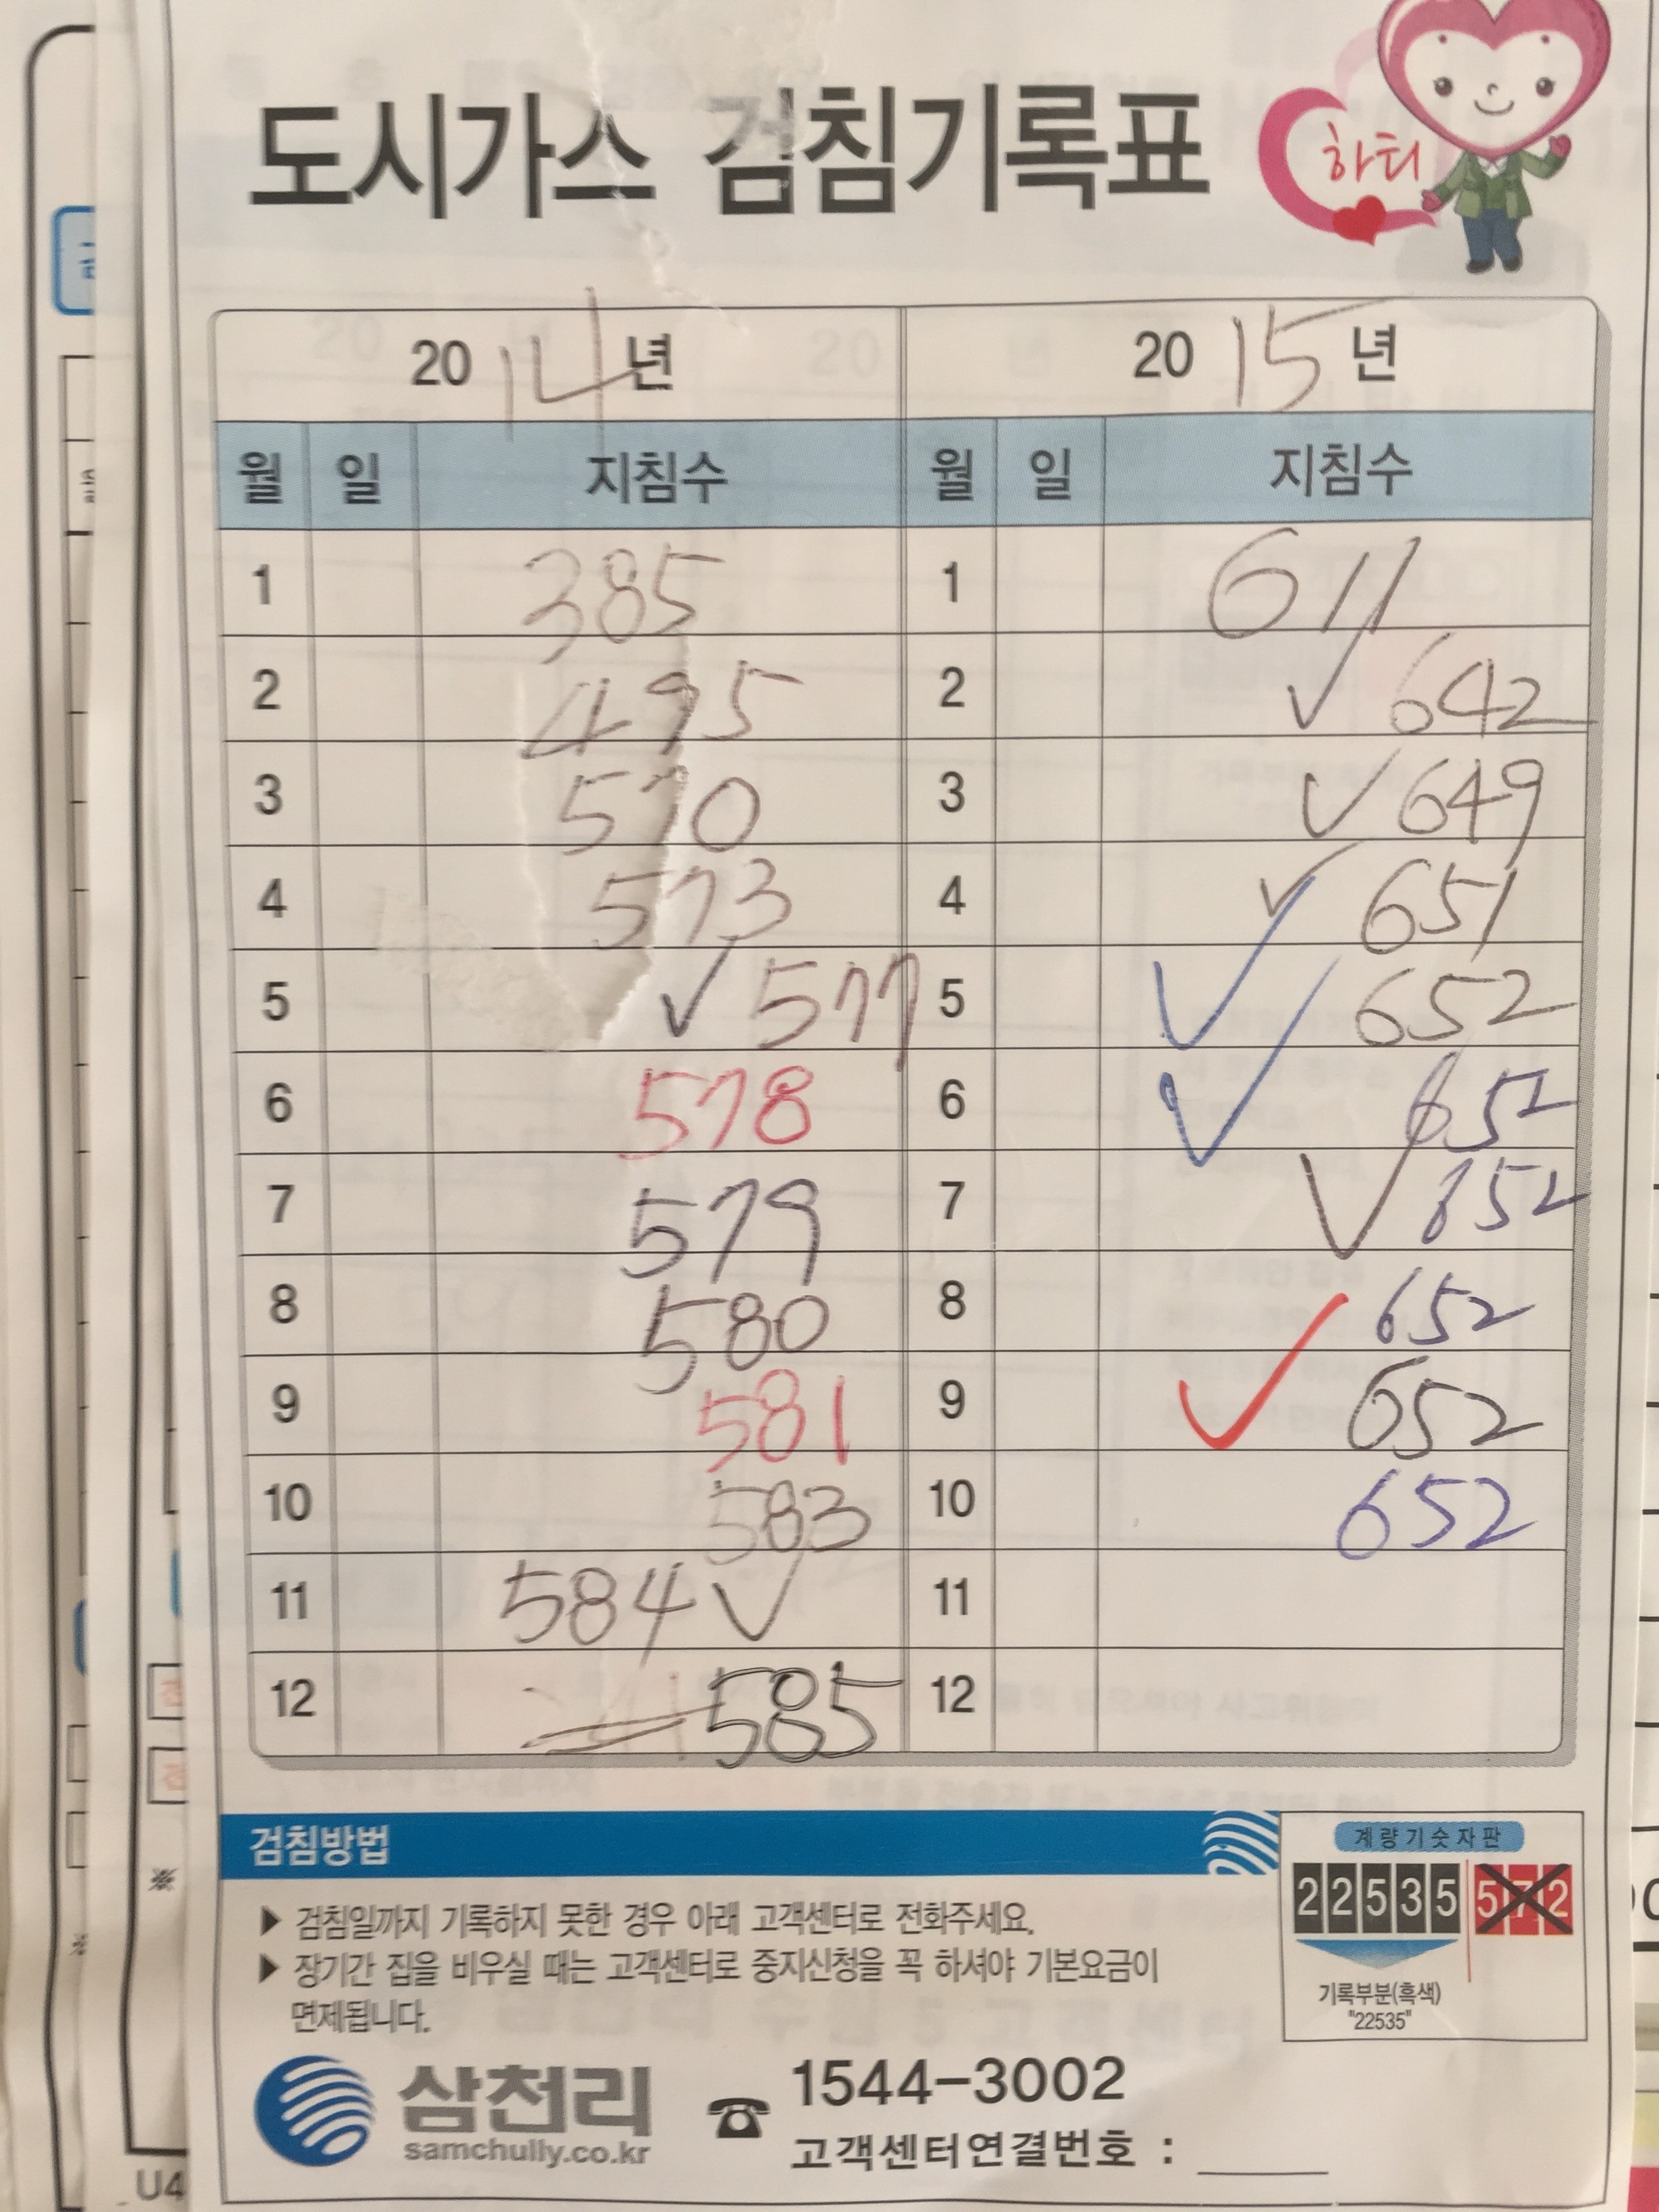 도시가스 검침기록표
하트
2014년 2015년
월 일 지침수 월 일 지침수
1 385 1 611
2 495 2 ✓ 642
3 570 3 ✓ 649
4 573 4 ✓ 651
5 ✓ 577 5 ✓ 652
6 578 6 ✓ 652
7 579 7 ✓ 652
8 580 8 652
9 581 9 ✓ 652
10 583 10 652
11 584 ✓ 11
12 585 12
검침방법
▶ 검침일까지 기록하지 못한 경우 아래 고객센터로 전화주세요.
▶ 장기간 집을 비우실 때는 고객센터로 중지신청을 꼭 하셔야 기본요금이
면제됩니다.
계량기숫자판
22535572
기록부분(흑색)
"22535"
삼천리
samchully.co.kr
☎ 1544-3002
고객센터연결번호 :
※
U4